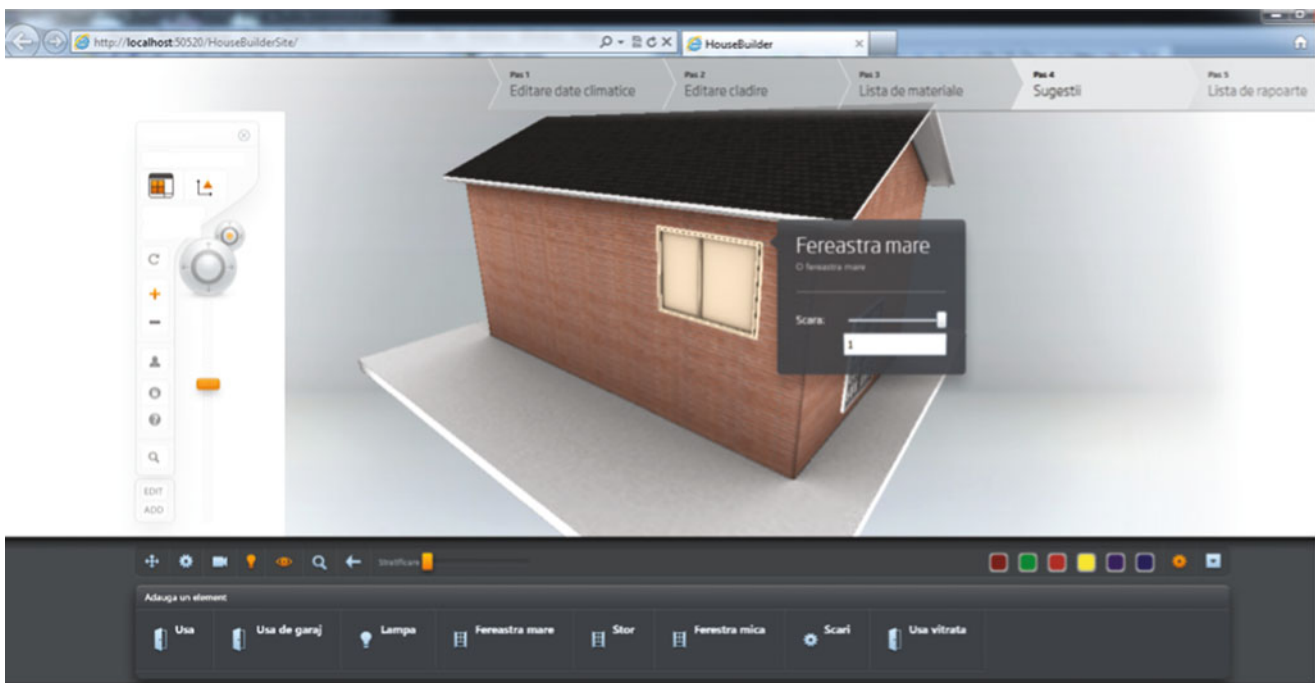 http://localhost:50520/HouseBuilderSite/
HouseBuilder
Pas 1
Editare date climatice
Pas 2
Editare cladire
Pas 3
Lista de materiale
Pas 4
Sugestii
Pas 5
Lista de rapoarte
Fereastra mare
O fereastra mare
Scara:
1
EDIT
ADD
Stratificare
Adauga un element
Usa
Usa de garaj
Lampa
Fereastra mare
Stor
Ferestra mica
Scari
Usa vitrata